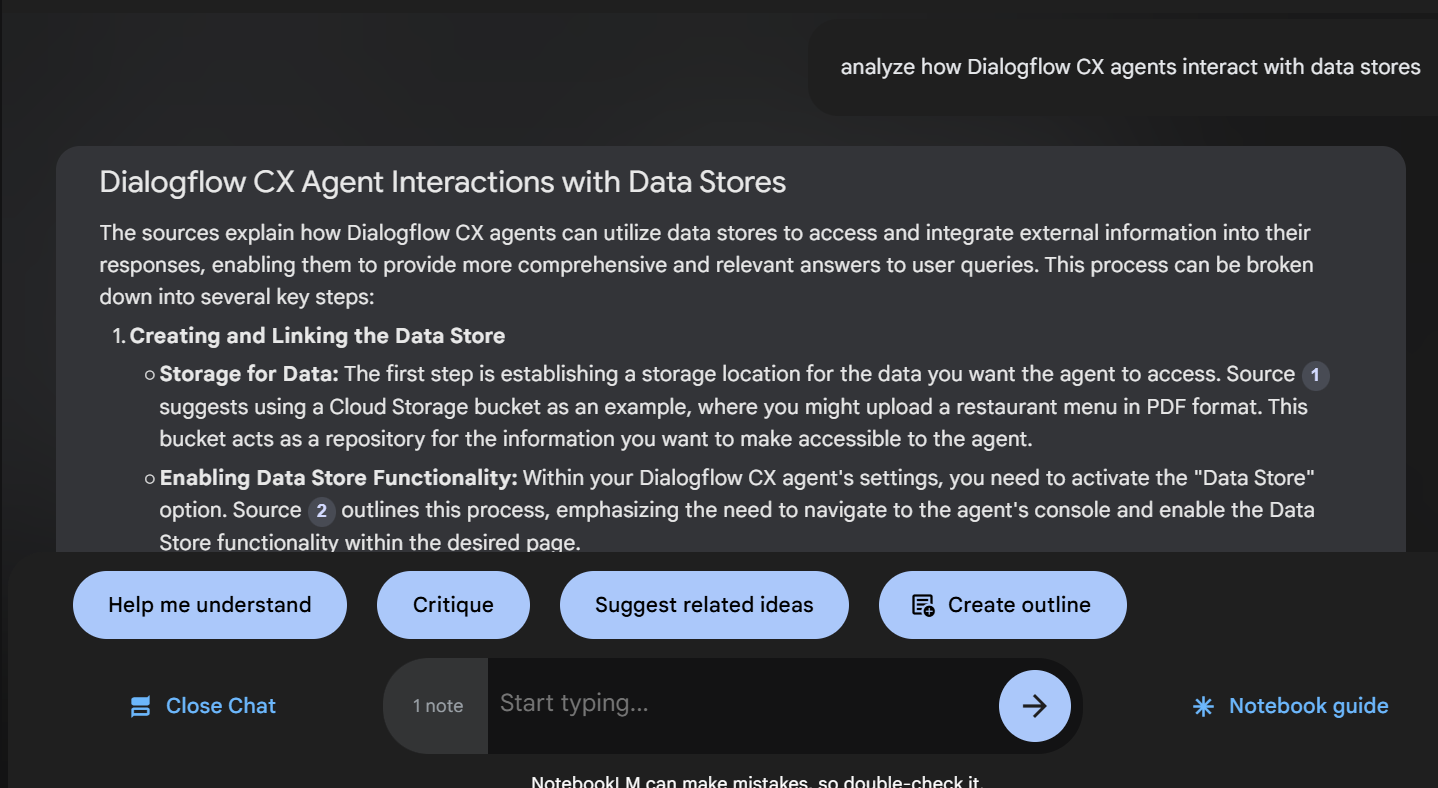 analyze how Dialogflow CX agents interact with data stores
Dialogflow CX Agent Interactions with Data Stores
The sources explain how Dialogflow CX agents can utilize data stores to access and integrate external information into their
responses, enabling them to provide more comprehensive and relevant answers to user queries. This process can be broken
down into several key steps:
1. Creating and Linking the Data Store
○ Storage for Data: The first step is establishing a storage location for the data you want the agent to access. Source 1
suggests using a Cloud Storage bucket as an example, where you might upload a restaurant menu in PDF format. This
bucket acts as a repository for the information you want to make accessible to the agent.
○ Enabling Data Store Functionality: Within your Dialogflow CX agent's settings, you need to activate the "Data Store"
option. Source 2 outlines this process, emphasizing the need to navigate to the agent's console and enable the Data
Store functionality within the desired page.
Help me understand
Critique
Suggest related ideas
Create outline
Close Chat
1 note
Start typing...
Notebook guide
NotebookLM can make mistakes, so double-check it.